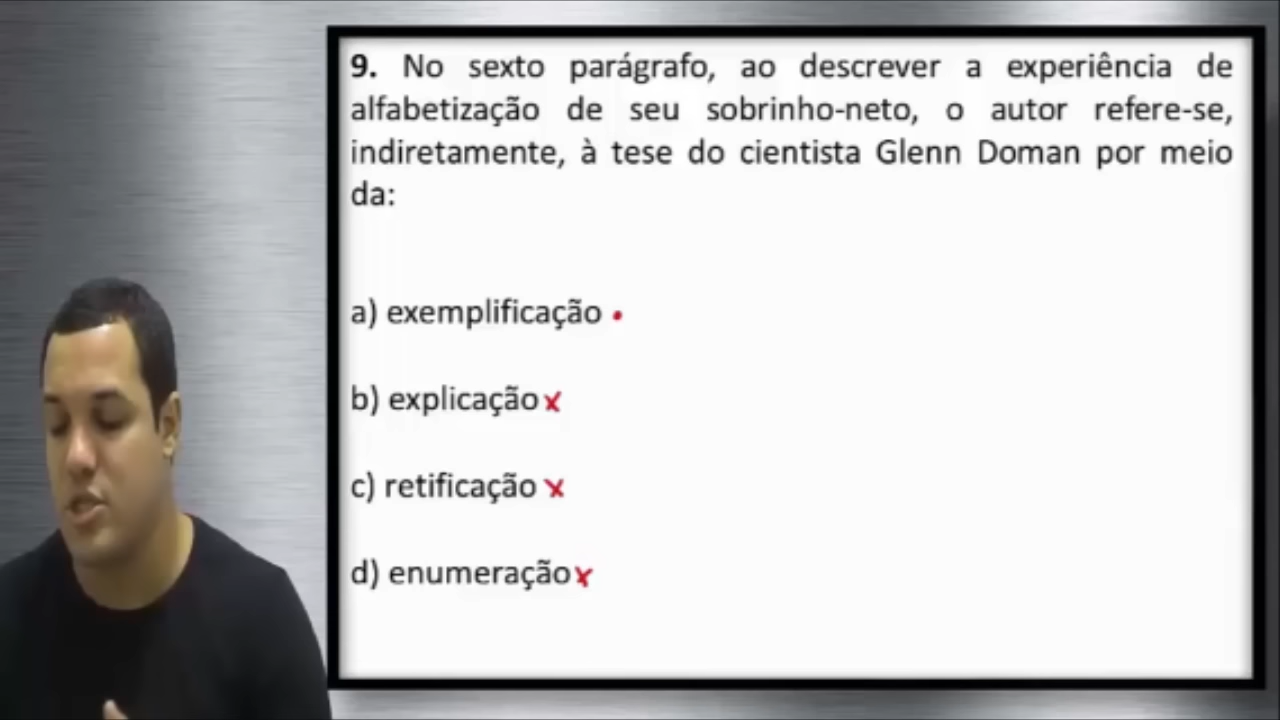 9. No sexto parágrafo, ao descrever a experiência de
alfabetização de seu sobrinho-neto, o autor refere-se,
indiretamente, à tese do cientista Glenn Doman por meio
da:
a) exemplificação
b) explicação x
c) retificação x
d) enumeração x